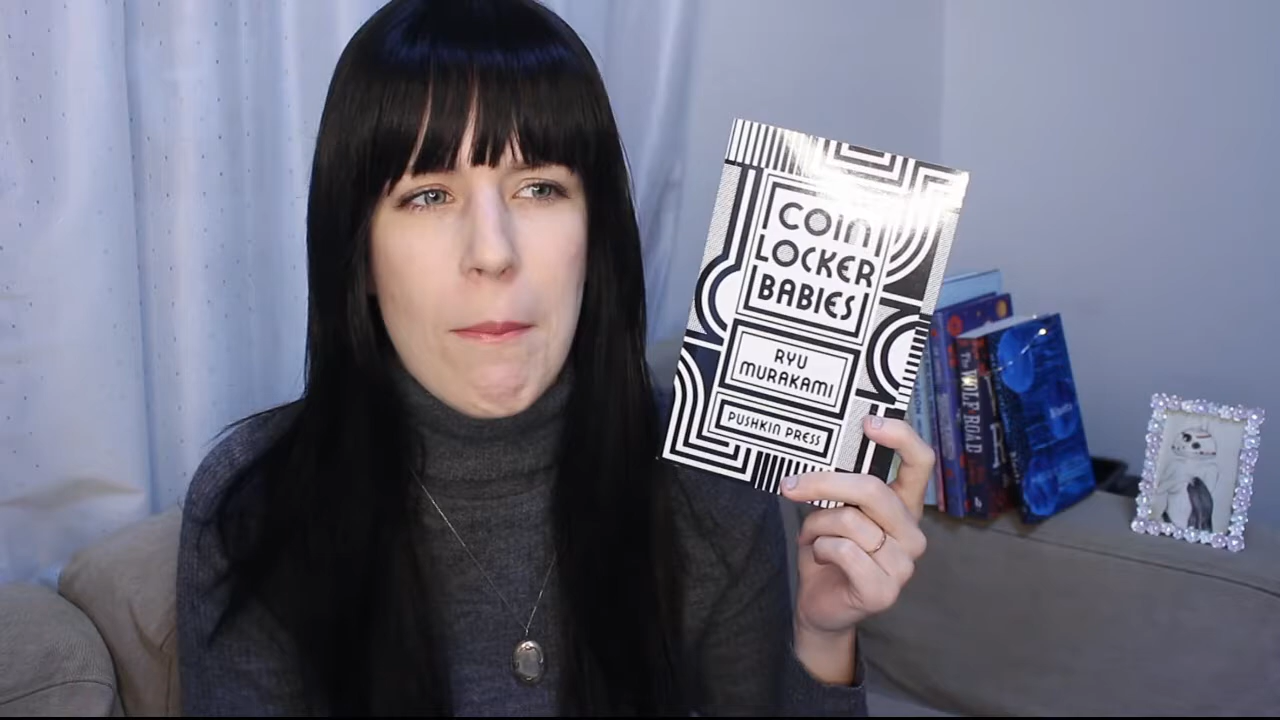 COIN
LOCKER
BABIES
RYU
MURAKAMI
PUSHKIN PRESS
The WOLF ROAD